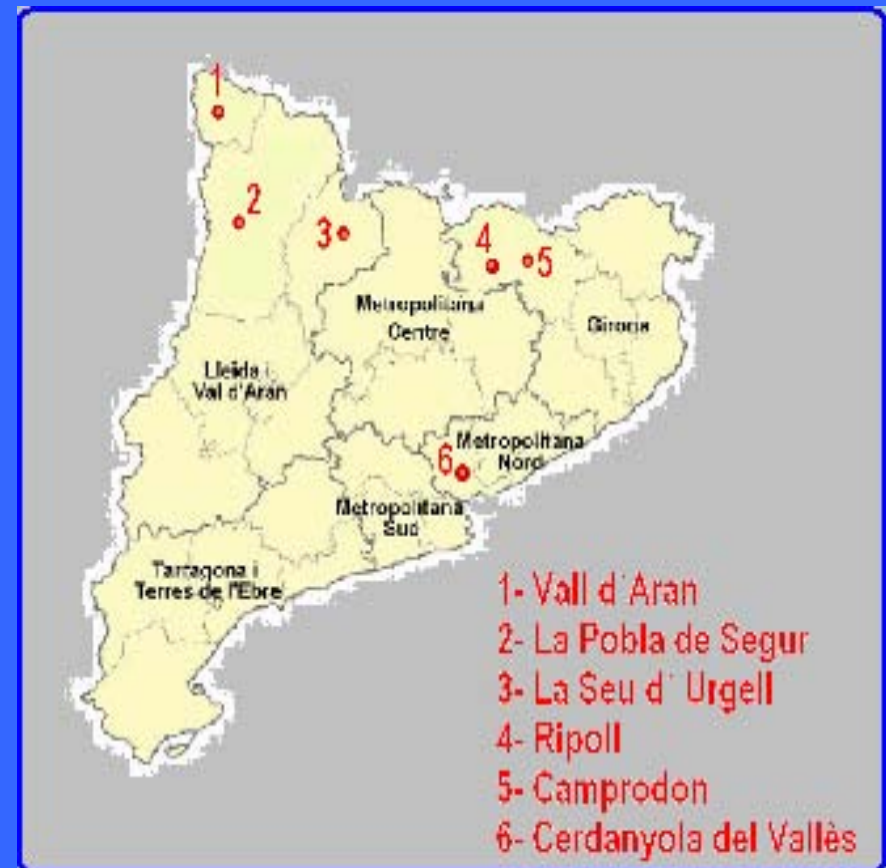 1
2
3
4
5
Metropolitana
Centre
Girona
Lleida i
Val d'Aran
6
Metropolitana
Nord
Metropolitana
Sud
Tarragona i
Terres de l'Ebre
1- Vall d´Aran
2- La Pobla de Segur
3- La Seu d´ Urgell
4- Ripoll
5- Camprodon
6- Cerdanyola del Vallès